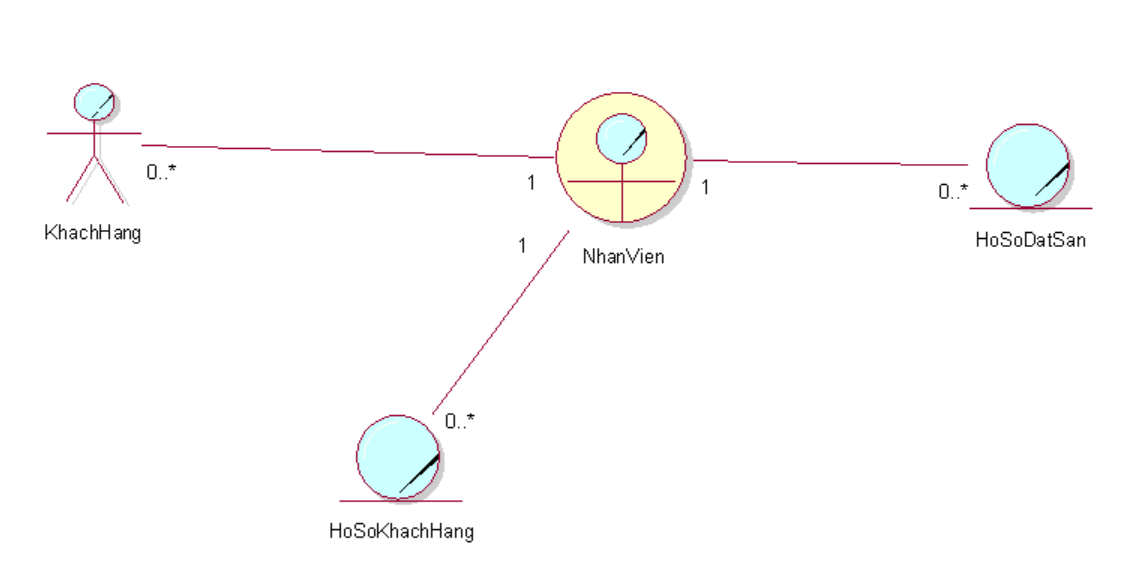 0..*
1
KhachHang
1
0..*
NhanVien
HoSoDatSan
1
0..*
HoSoKhachHang